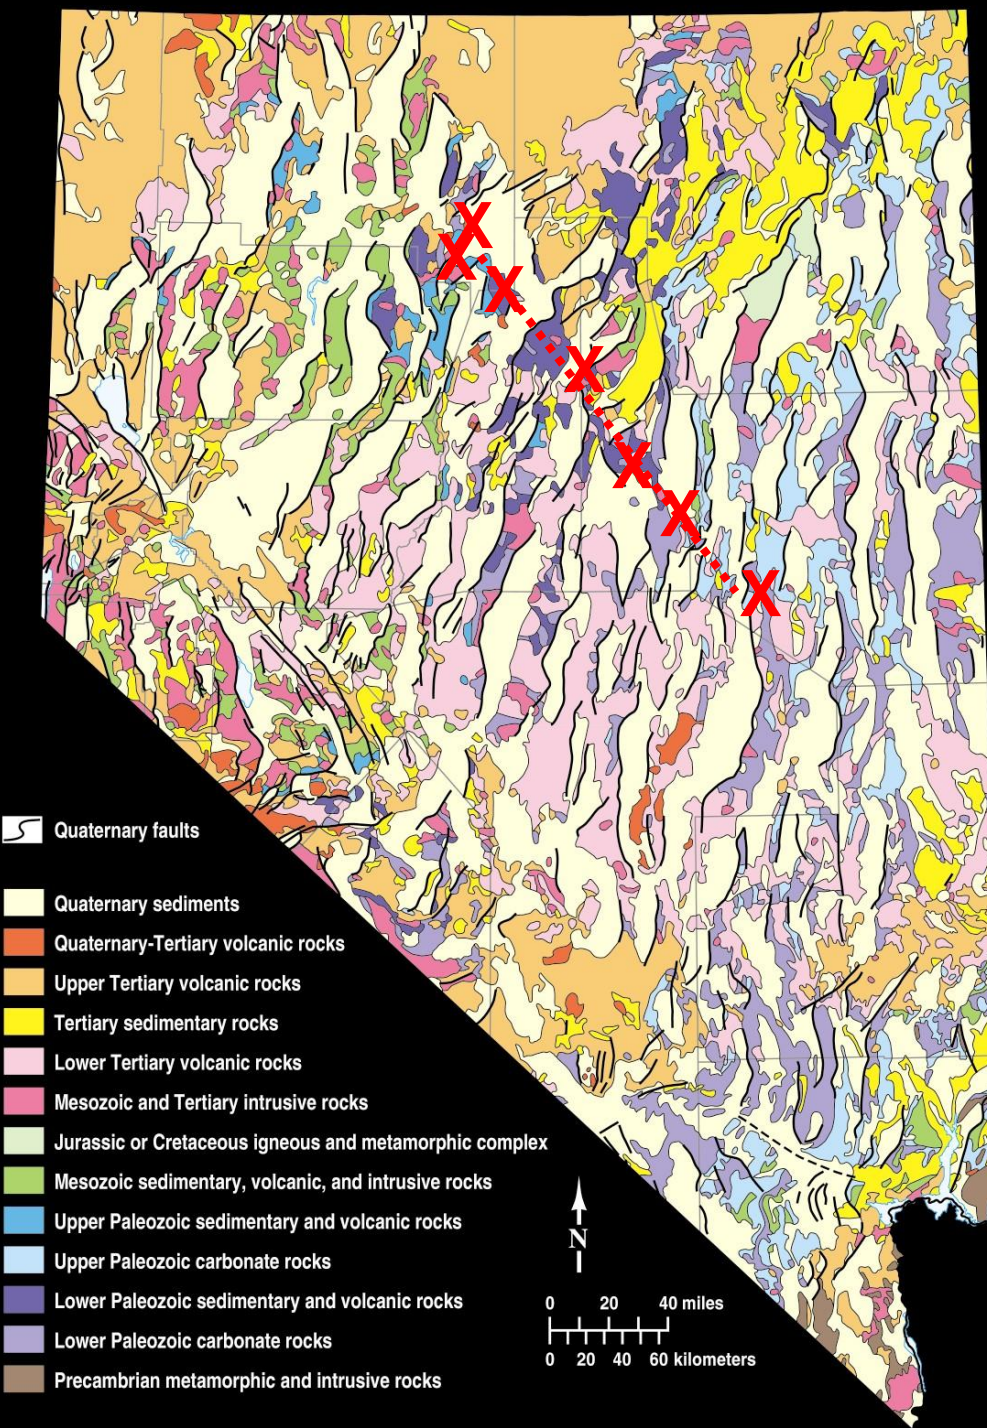 X
X
X
X
X
X
X
Quaternary faults
Quaternary sediments
Quaternary-Tertiary volcanic rocks
Upper Tertiary volcanic rocks
Tertiary sedimentary rocks
Lower Tertiary volcanic rocks
Mesozoic and Tertiary intrusive rocks
Jurassic or Cretaceous igneous and metamorphic complex
Mesozoic sedimentary, volcanic, and intrusive rocks
Upper Paleozoic sedimentary and volcanic rocks
Upper Paleozoic carbonate rocks
Lower Paleozoic sedimentary and volcanic rocks
Lower Paleozoic carbonate rocks
Precambrian metamorphic and intrusive rocks
N
0 20 40 miles
0 20 40 60 kilometers